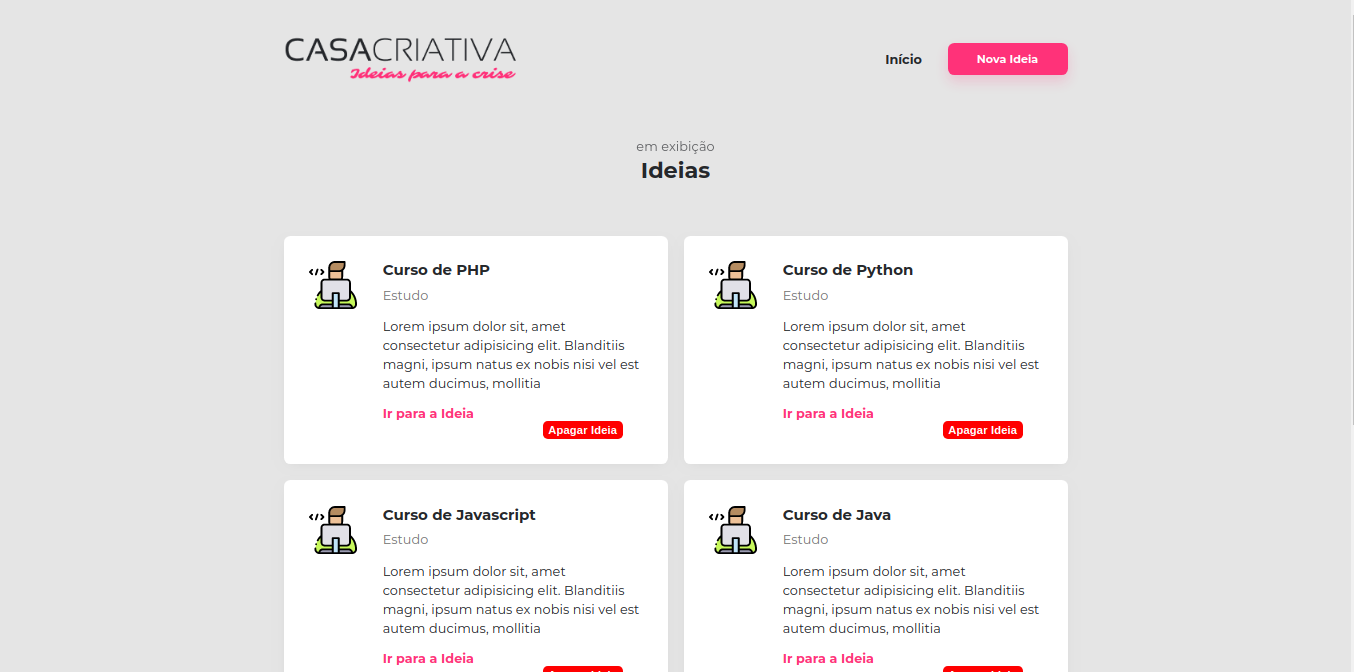 CASACRIATIVA
Ideias para a crise
Início
Nova Ideia
em exibição
Ideias
Curso de PHP
Estudo
Lorem ipsum dolor sit, amet
consectetur adipisicing elit. Blanditiis
magni, ipsum natus ex nobis nisi vel est
autem ducimus, mollitia
Ir para a Ideia
Apagar Ideia
Curso de Python
Estudo
Lorem ipsum dolor sit, amet
consectetur adipisicing elit. Blanditiis
magni, ipsum natus ex nobis nisi vel est
autem ducimus, mollitia
Ir para a Ideia
Apagar Ideia
Curso de Javascript
Estudo
Lorem ipsum dolor sit, amet
consectetur adipisicing elit. Blanditiis
magni, ipsum natus ex nobis nisi vel est
autem ducimus, mollitia
Ir para a Ideia
Curso de Java
Estudo
Lorem ipsum dolor sit, amet
consectetur adipisicing elit. Blanditiis
magni, ipsum natus ex nobis nisi vel est
autem ducimus, mollitia
Ir para a Ideia